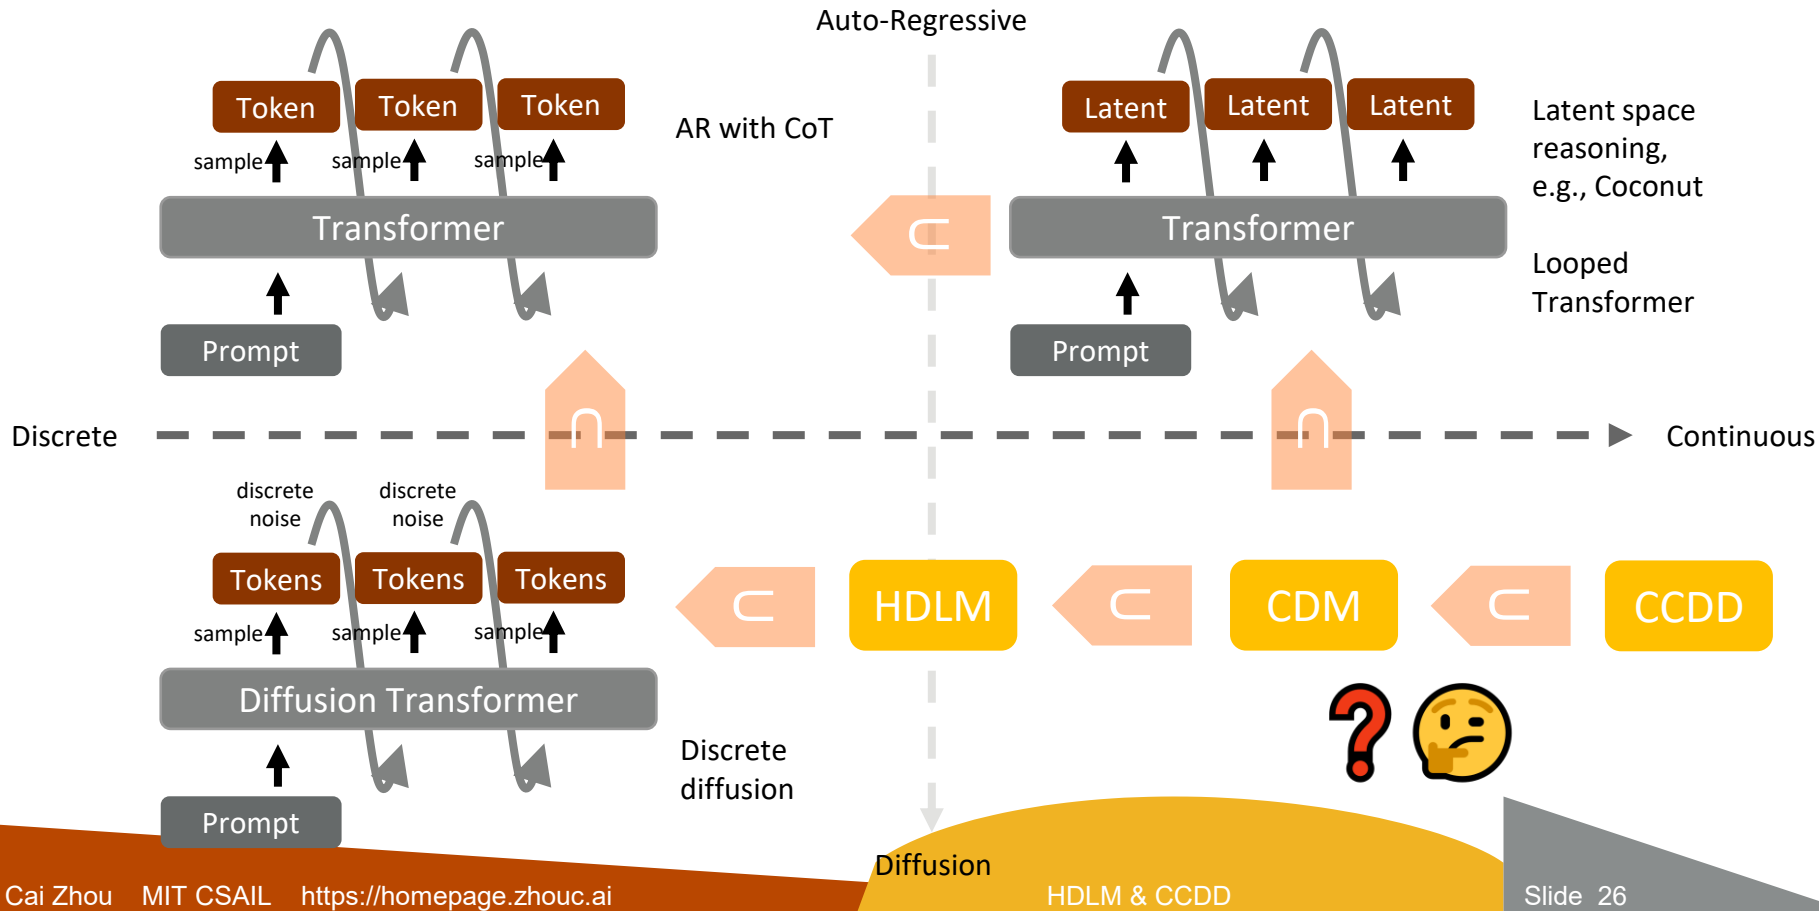 Auto-Regressive
Token
Token
Token
sample
sample
sample
Transformer
Prompt
AR with CoT
⊂
Latent
Latent
Latent
Transformer
Prompt
Latent space
reasoning,
e.g., Coconut
Looped
Transformer
∩
∩
Discrete
Continuous
discrete
noise
discrete
noise
Tokens
Tokens
Tokens
sample
sample
sample
Diffusion Transformer
Prompt
Discrete
diffusion
⊂
HDLM
⊂
CDM
⊂
CCDD
Diffusion
Cai Zhou MIT CSAIL https://homepage.zhouc.ai
HDLM & CCDD
Slide 26